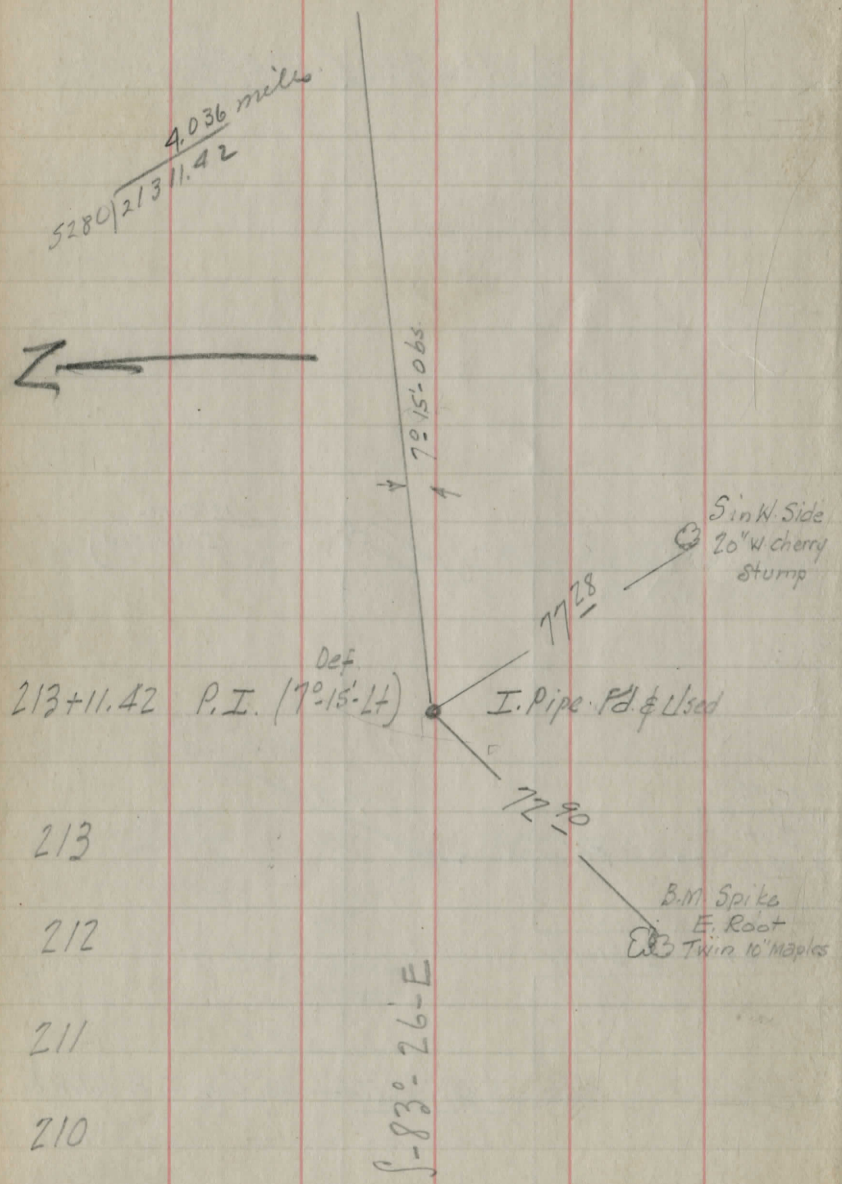 4.036 miles
5280)21311.42
Z
7°-15'-Obs.
S in W. Side
20" W. cherry
Stump
77 28
Def.
213+11.42 P.I. (7°-15'-Lt) I. Pipe Fd. & Used
72 90
213
B.M. Spike
E. Root
212
Twin 10" Maples
211
S-83°-26'-E
210